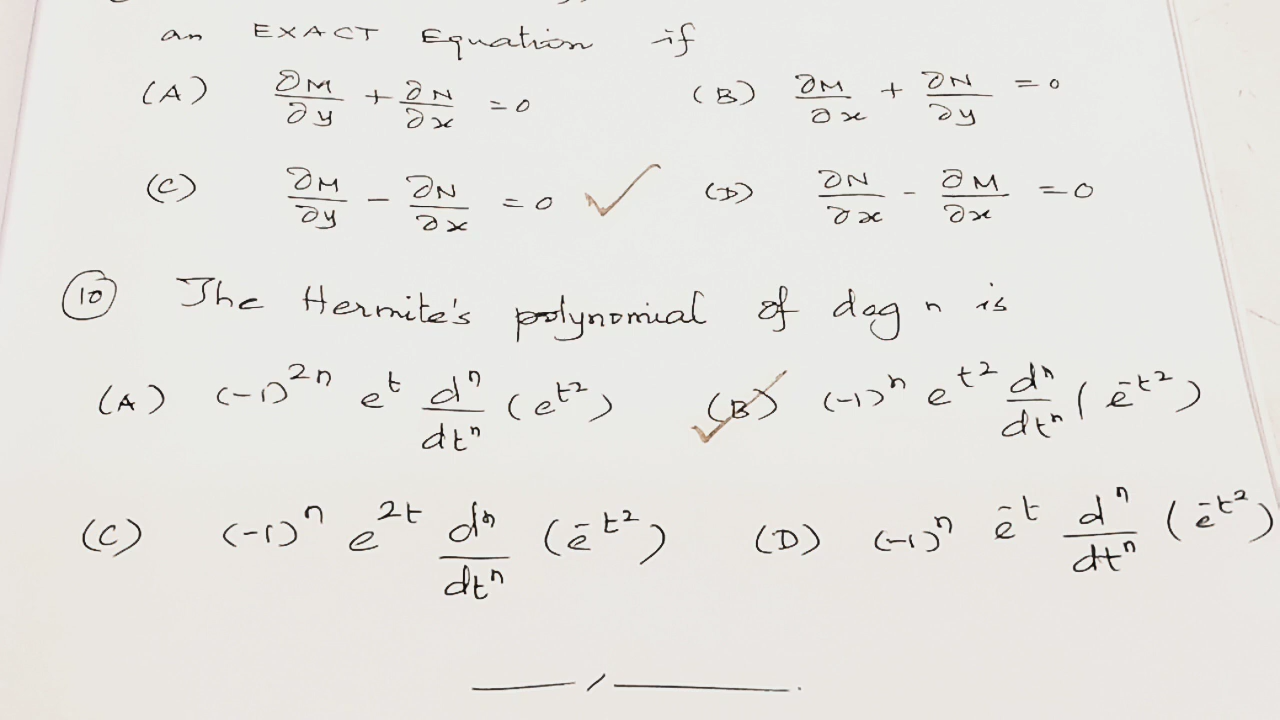 an EXACT Equation if
(A) ∂M/∂y + ∂N/∂x = 0 (B) ∂M/∂x + ∂N/∂y = 0
(C) ∂M/∂y - ∂N/∂x = 0 ✓ (D) ∂N/∂x - ∂M/∂x = 0
(10) The Hermite's polynomial of deg n is
(A) (-1)^2n e^t d^n/dt^n (e^t²) (B) ✓ (-1)^n e^t² d^n/dt^n (e^-t²)
(C) (-1)^n e^2t d^n/dt^n (e^-t²) (D) (-1)^n e^-t d^n/dt^n (e^-t²)